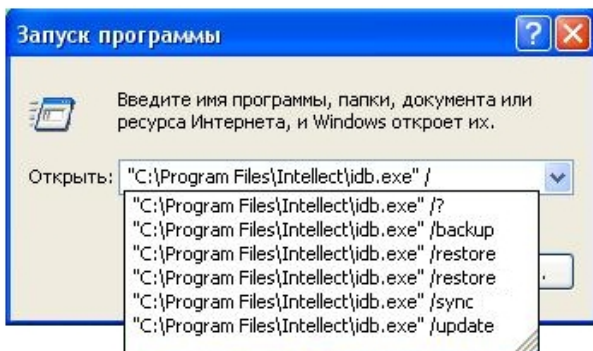 Запуск программы
Введите имя программы, папки, документа или
ресурса Интернета, и Windows откроет их.
Открыть: "C:\Program Files\Intellect\idb.exe" /
"C:\Program Files\Intellect\idb.exe" /?
"C:\Program Files\Intellect\idb.exe" /backup
"C:\Program Files\Intellect\idb.exe" /restore
"C:\Program Files\Intellect\idb.exe" /restore
"C:\Program Files\Intellect\idb.exe" /sync
"C:\Program Files\Intellect\idb.exe" /update